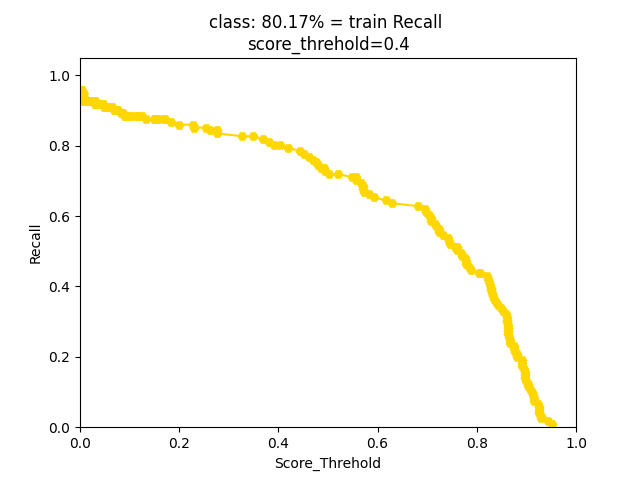 class: 80.17% = train Recall
score_threhold=0.4
1.0
0.8
0.6
0.4
0.2
0.0
Recall
0.0 0.2 0.4 0.6 0.8 1.0
Score_Threhold